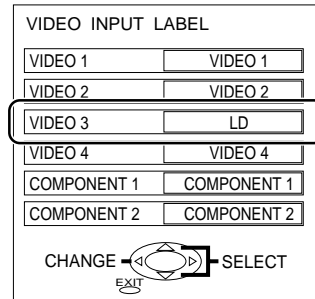 VIDEO INPUT LABEL
VIDEO 1 VIDEO 1
VIDEO 2 VIDEO 2
VIDEO 3 LD
VIDEO 4 VIDEO 4
COMPONENT 1 COMPONENT 1
COMPONENT 2 COMPONENT 2
CHANGE SELECT
EXIT